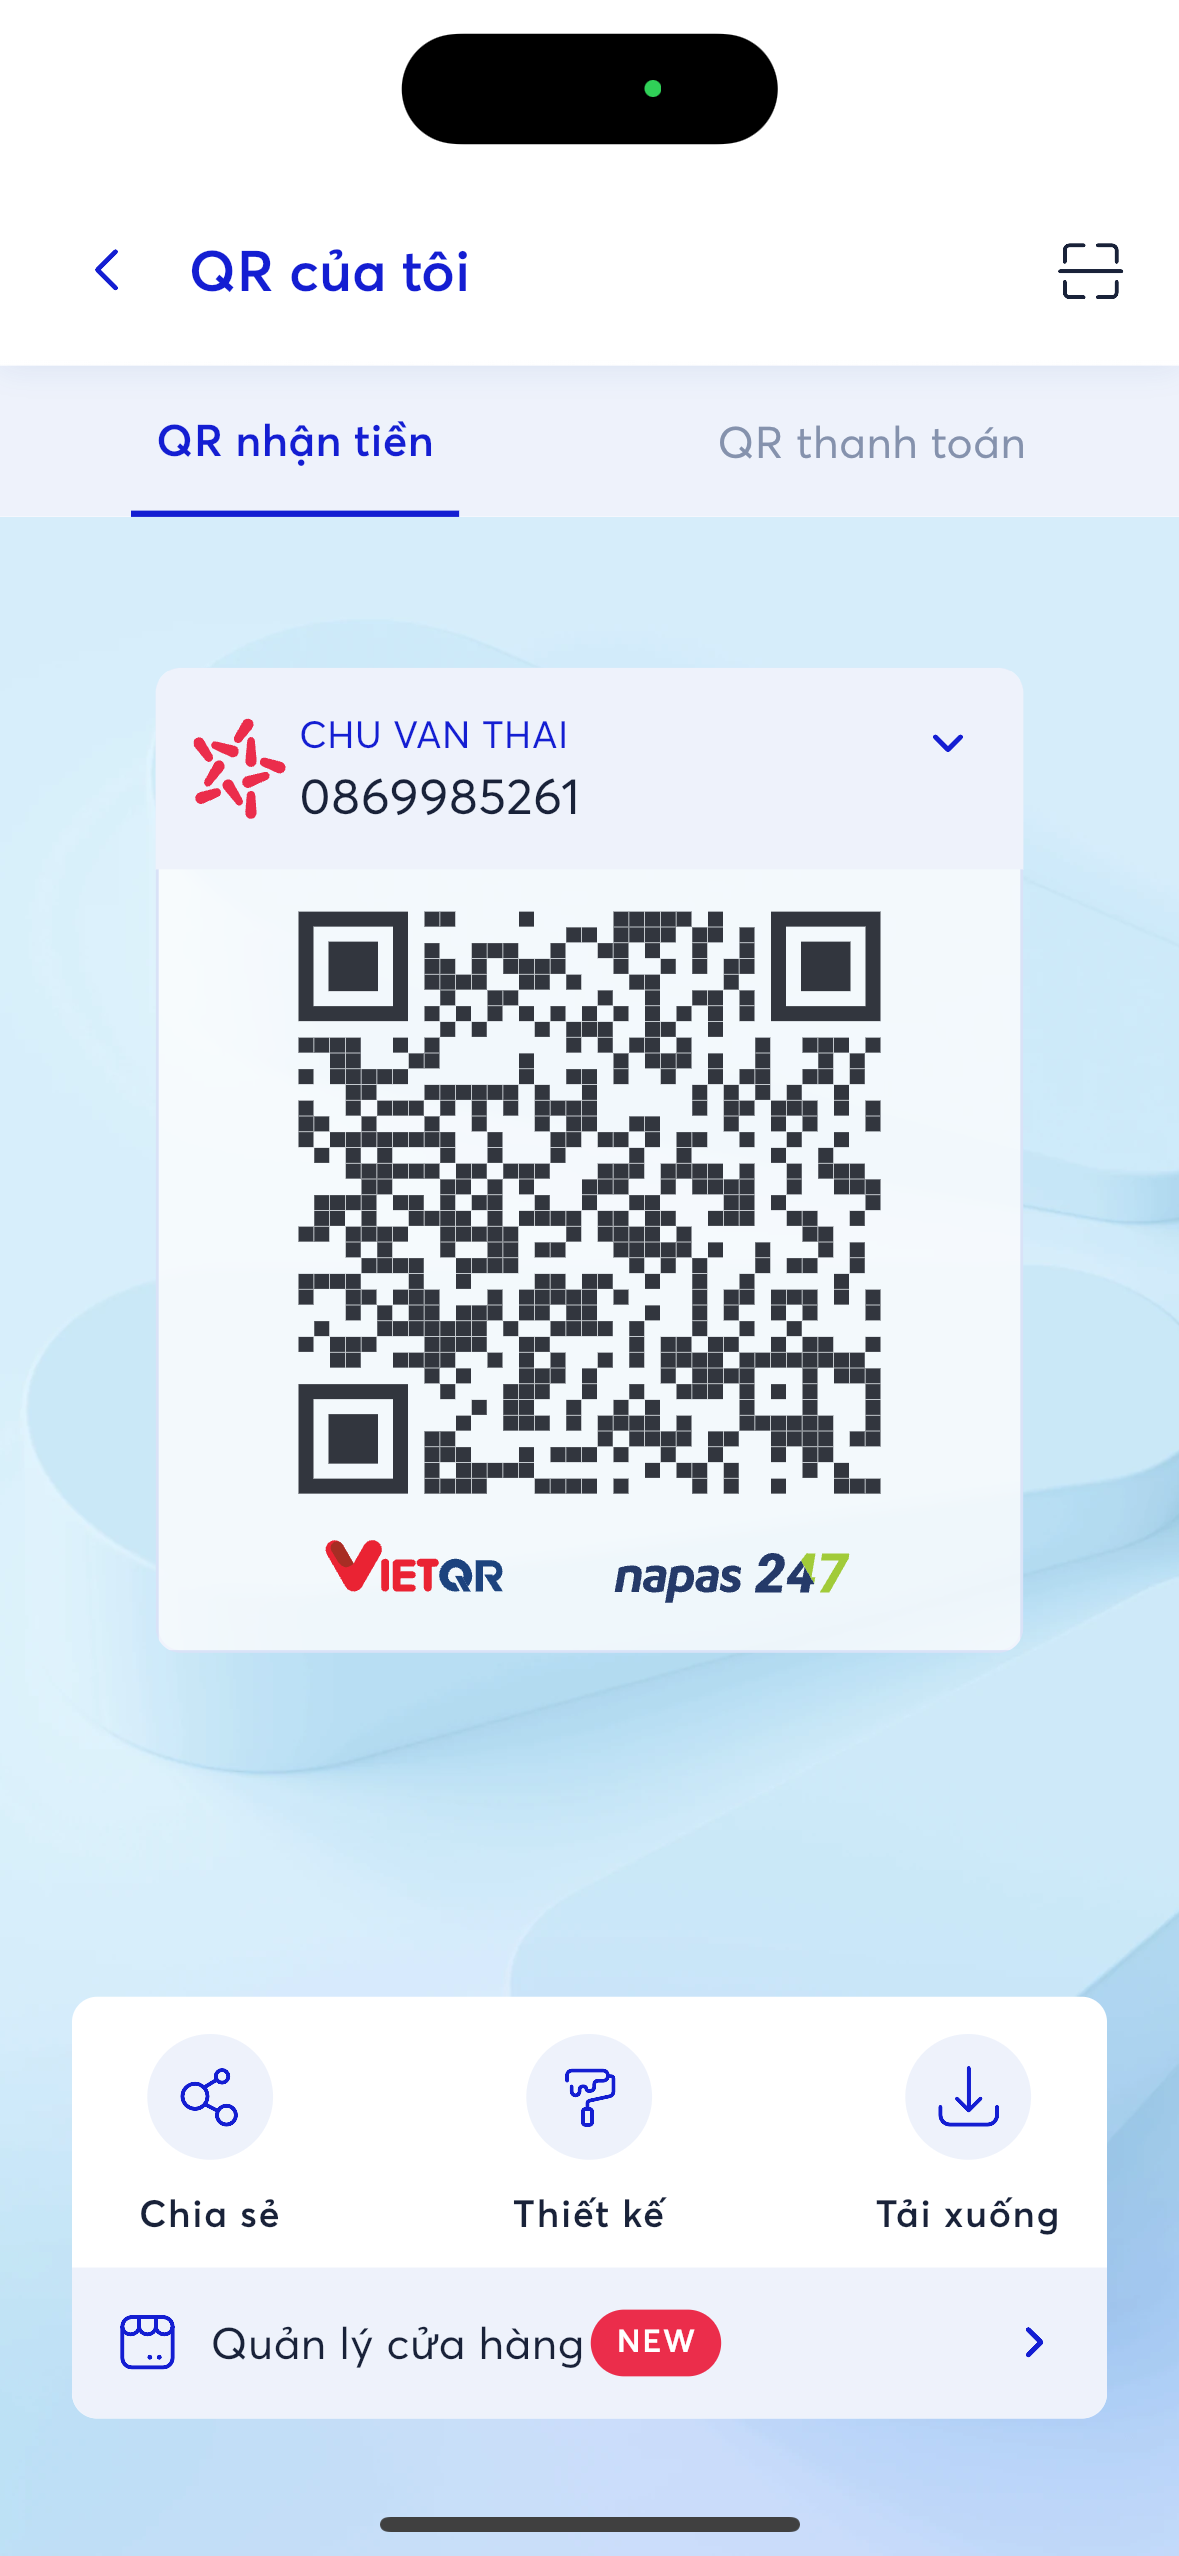 QR của tôi
QR nhận tiền
QR thanh toán
CHU VAN THAI
0869985261
VIETQR
napas 247
Chia sẻ
Thiết kế
Tải xuống
Quản lý cửa hàng NEW